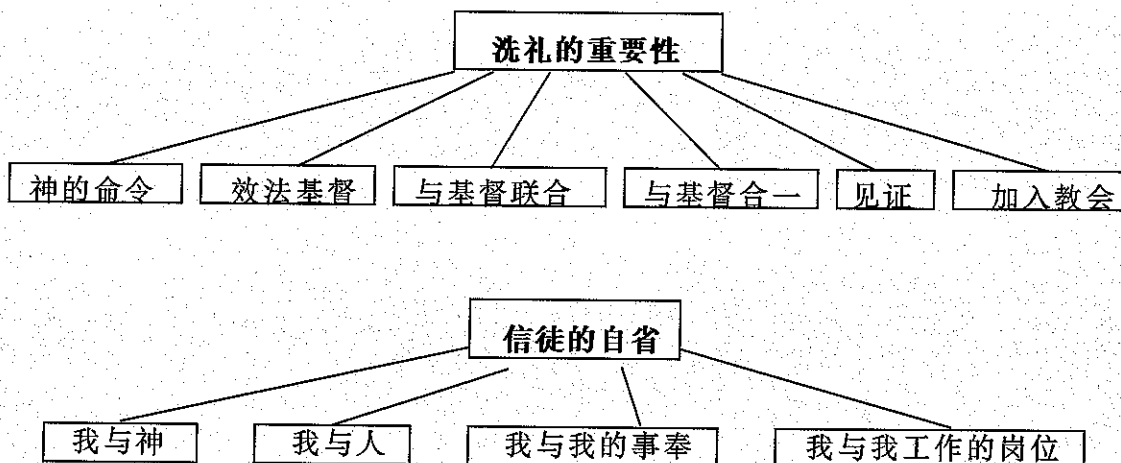 洗礼的重要性
神的命令 效法基督 与基督联合 与基督合一 见证 加入教会
信徒的自省
我与神 我与人 我与我的事奉 我与我工作的岗位